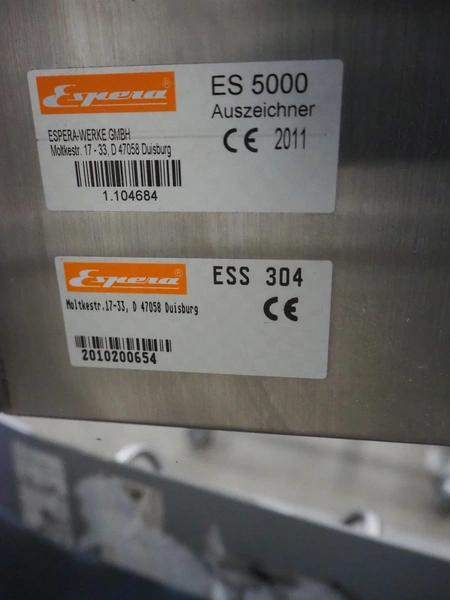 Espera®
ES 5000
Auszeichner
ESPERA-WERKE GMBH
Moltkestr. 17 - 33, D 47058 Duisburg
CE 2011
1.104684
Espera®
ESS 304
Moltkestr.17-33, D 47058 Duisburg
CE
2010200654